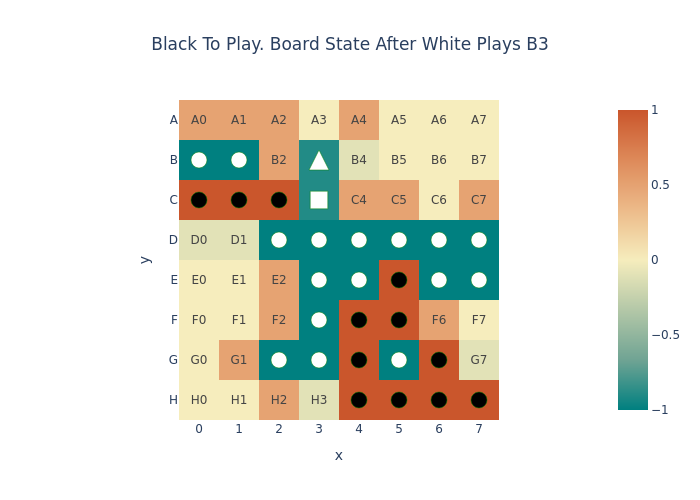 Black To Play. Board State After White Plays B3
A A0 A1 A2 A3 A4 A5 A6 A7
B B2 B4 B5 B6 B7
C C4 C5 C6 C7
D D0 D1
E E0 E1 E2
F F0 F1 F2 F6 F7
G G0 G1 G7
H H0 H1 H2 H3
0 1 2 3 4 5 6 7
x
y
1
0.5
0
−0.5
−1